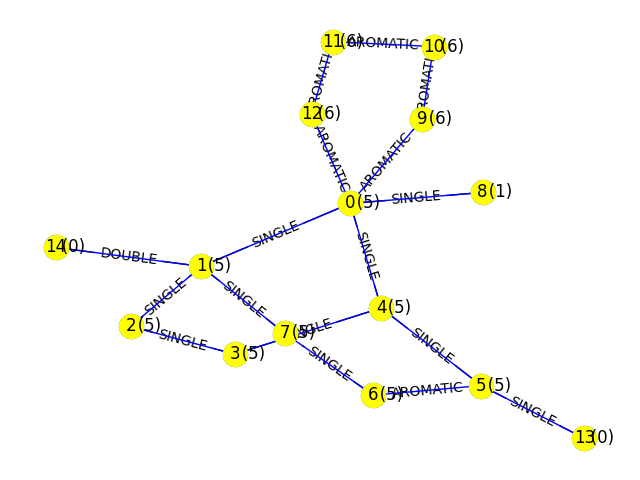 11(6) AROMATIC 10(6)
AROMATIC
12(6)
9(6)
AROMATIC
AROMATIC
0(5) SINGLE 8(1)
SINGLE
SINGLE
14(0) DOUBLE 1(5)
SINGLE
SINGLE
4(5)
2(5) SINGLE 3(5)
7(5)
SINGLE
SINGLE
6(5) AROMATIC 5(5)
SINGLE
13(0)